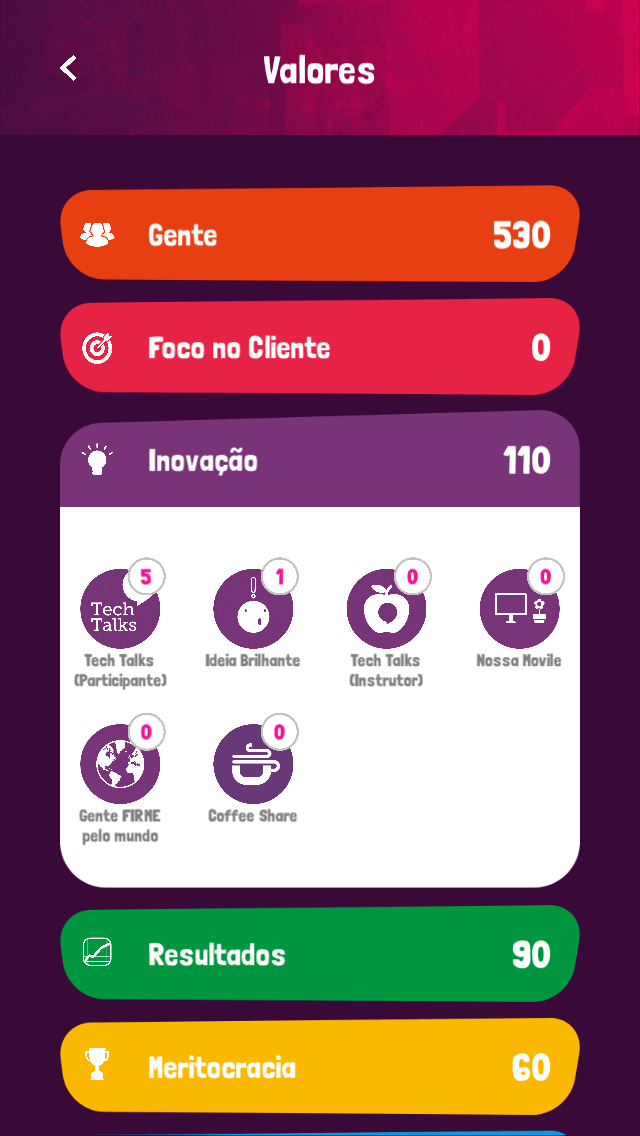 Valores
Gente 530
Foco no Cliente 0
Inovação 110
5 1 0 0
Tech
Talks
Tech Talks Ideia Brilhante Tech Talks Nossa Movile
(Participante) (Instrutor)
0 0
Gente FIRME Coffee Share
pelo mundo
Resultados 90
Meritocracia 60